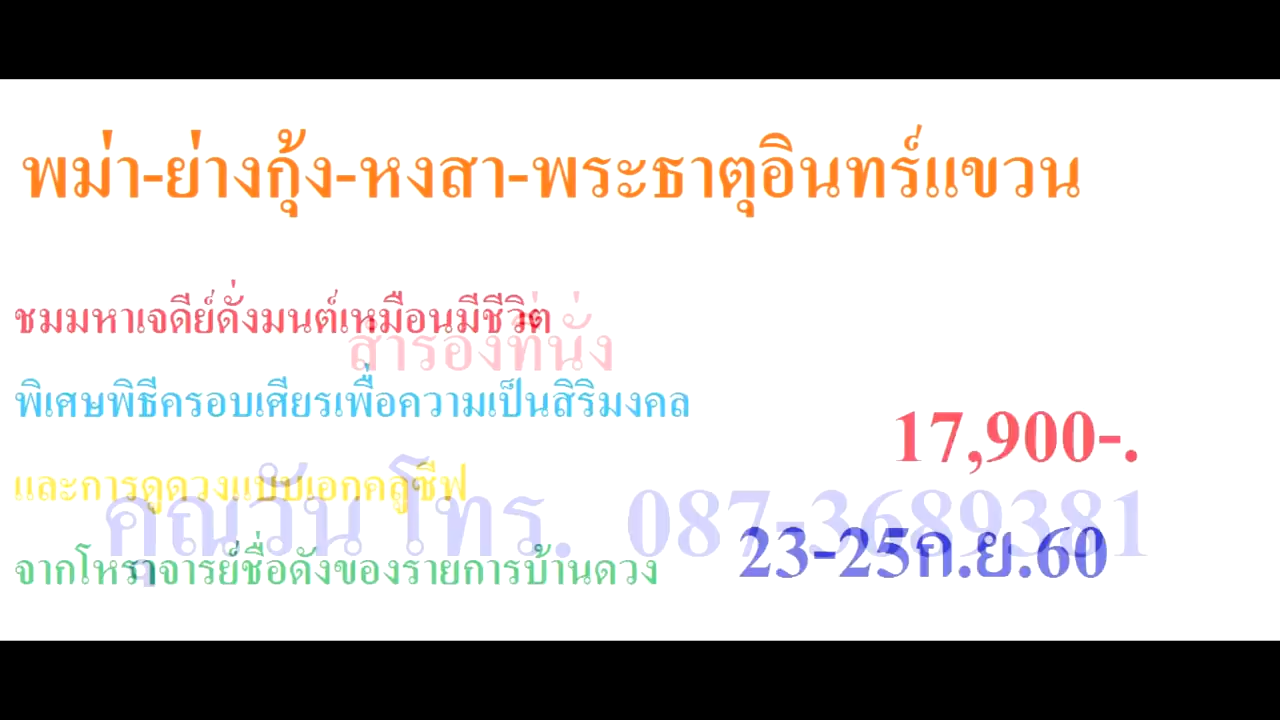 พม่า-ย่างกุ้ง-หงสา-พระธาตุอินทร์แขวน
ชมมหาเจดีย์ดั่งมนต์เหมือนมีชีวิต
สำรองที่นั่ง
พิเศษพิธีครอบเศียรเพื่อความเป็นสิริมงคล
17,900-.
และการดูดวงแบบเอกคลูซีฟ
คุณวัน โทร. 087-3689381
23-25ก.ย.60
จากโหราจารย์ชื่อดังของรายการบ้านดวง